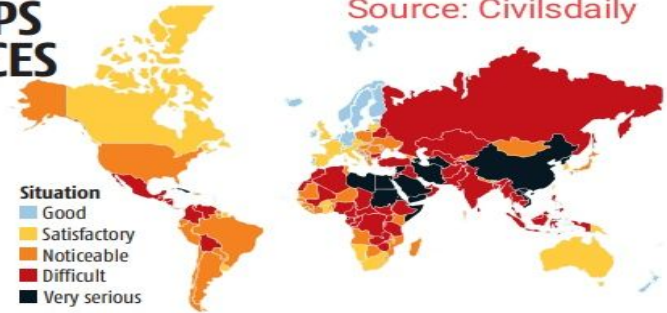 PS
CES
Source: Civilsdaily
Situation
Good
Satisfactory
Noticeable
Difficult
Very serious